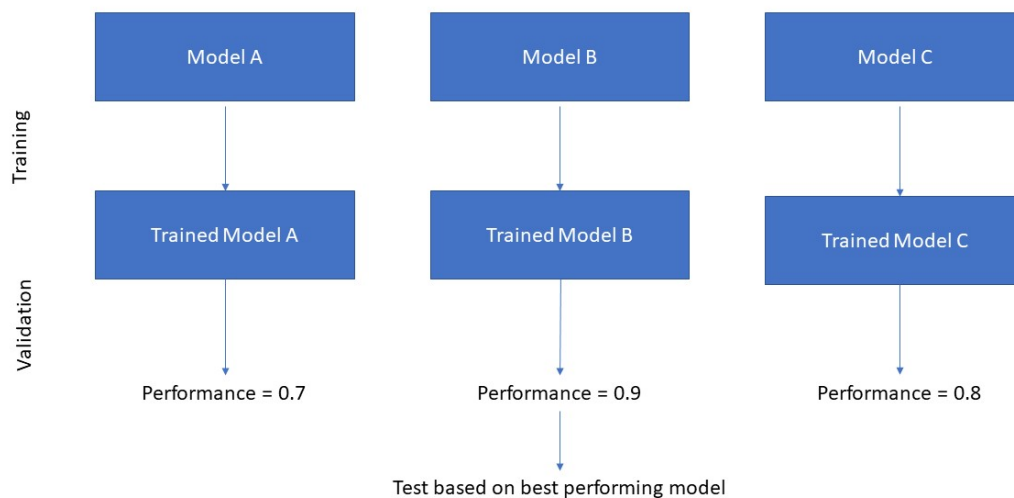 Model A
Model B
Model C
Training
Trained Model A
Trained Model B
Trained Model C
Validation
Performance = 0.7
Performance = 0.9
Performance = 0.8
Test based on best performing model